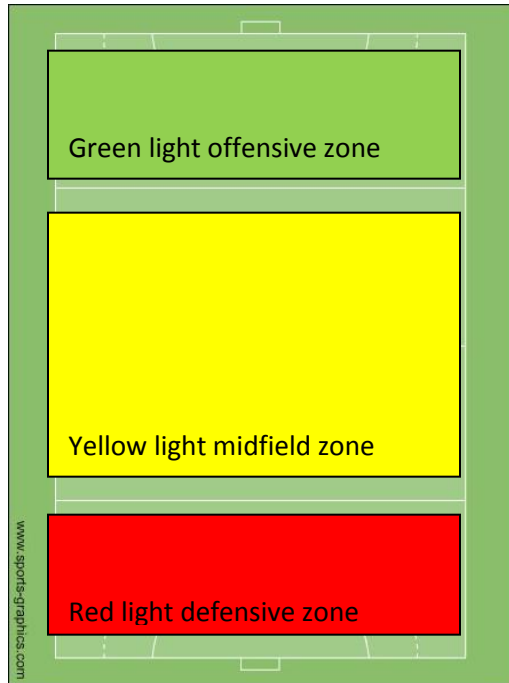 Green light offensive zone
Yellow light midfield zone
Red light defensive zone
www.sports-graphics.com